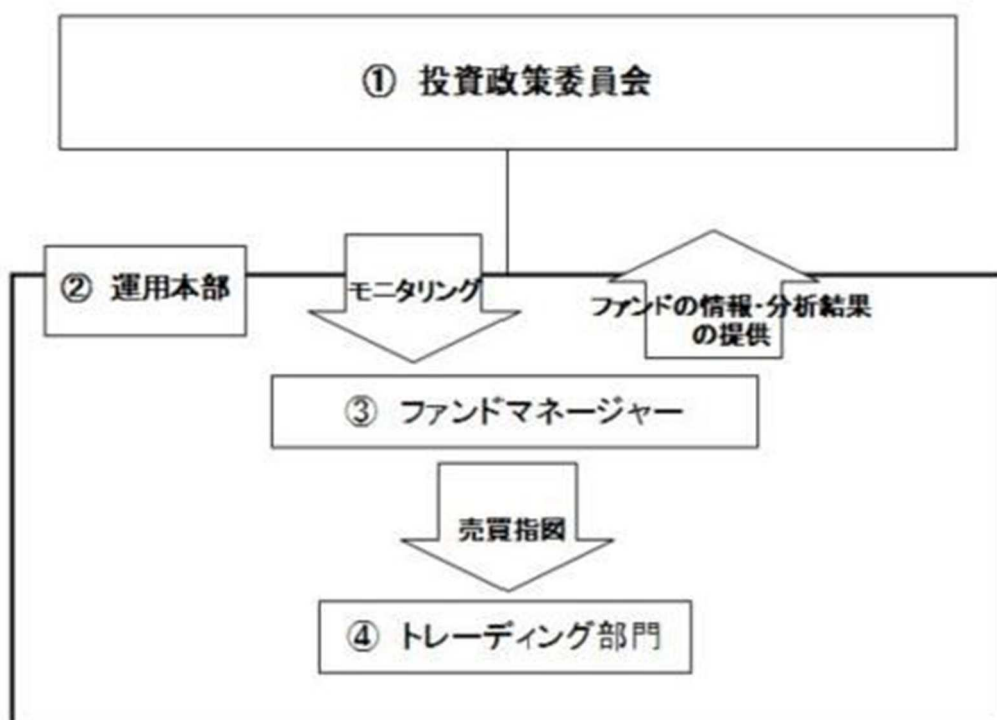 ① 投資政策委員会
② 運用本部
モニタリング
ファンドの情報・分析結果
の提供
③ ファンドマネージャー
売買指図
④ トレーディング部門